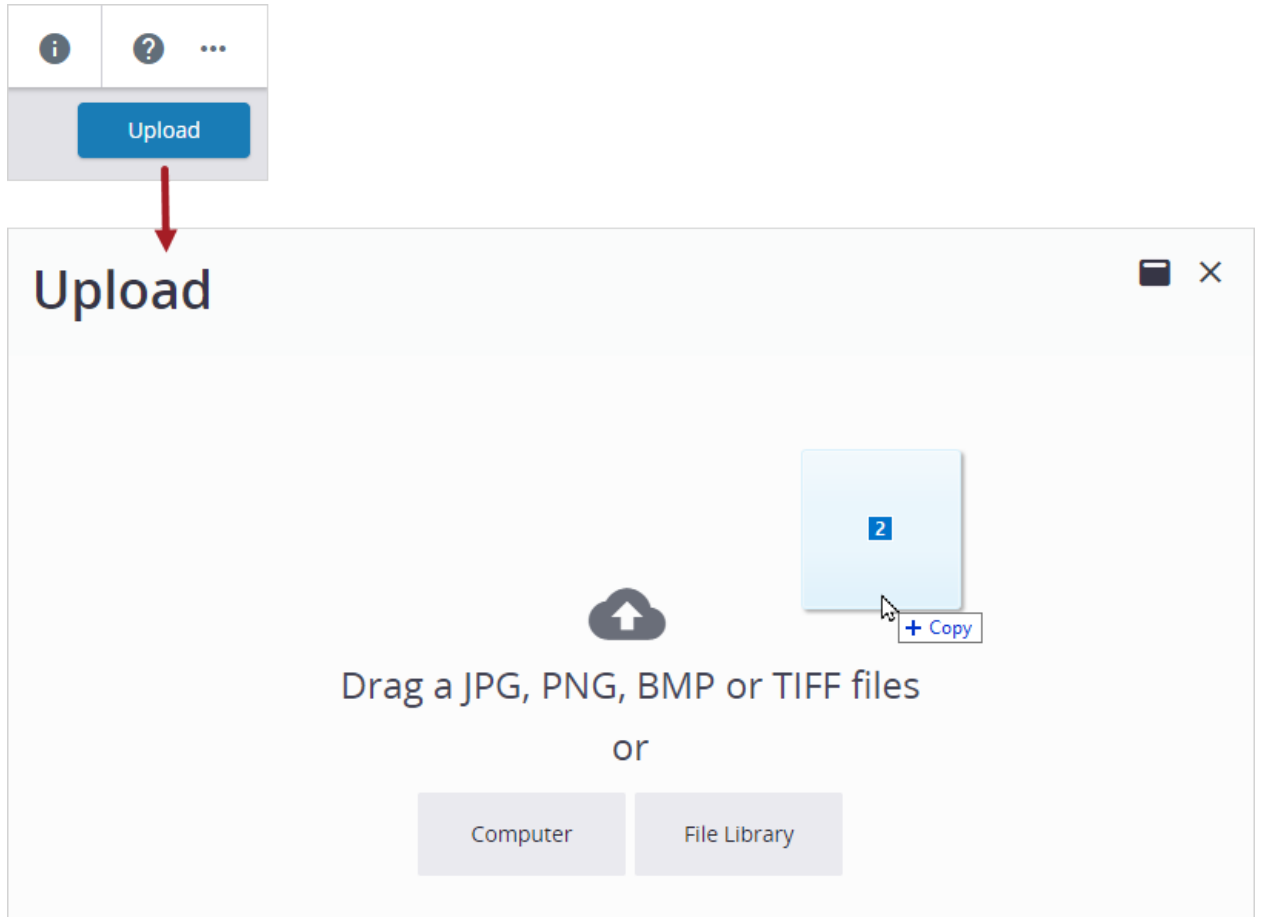 Upload
Upload
2
+ Copy
Drag a JPG, PNG, BMP or TIFF files
or
Computer
File Library